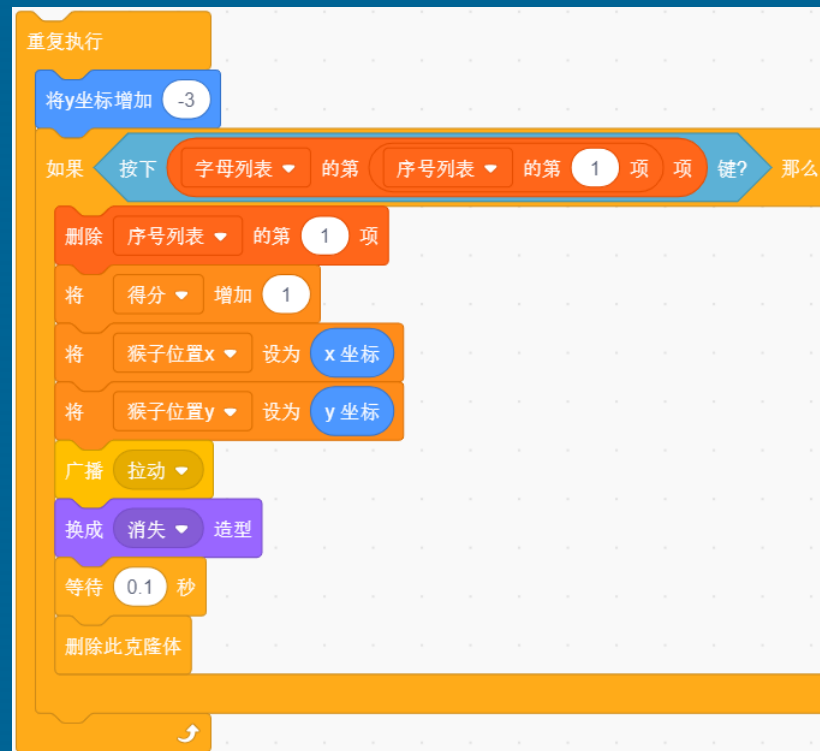 重复执行
将y坐标增加 -3
如果 按下 字母列表 的第 序号列表 的第 1 项 项 键? 那么
删除 序号列表 的第 1 项
将 得分 增加 1
将 猴子位置x 设为 x 坐标
将 猴子位置y 设为 y 坐标
广播 拉动
换成 消失 造型
等待 0.1 秒
删除此克隆体